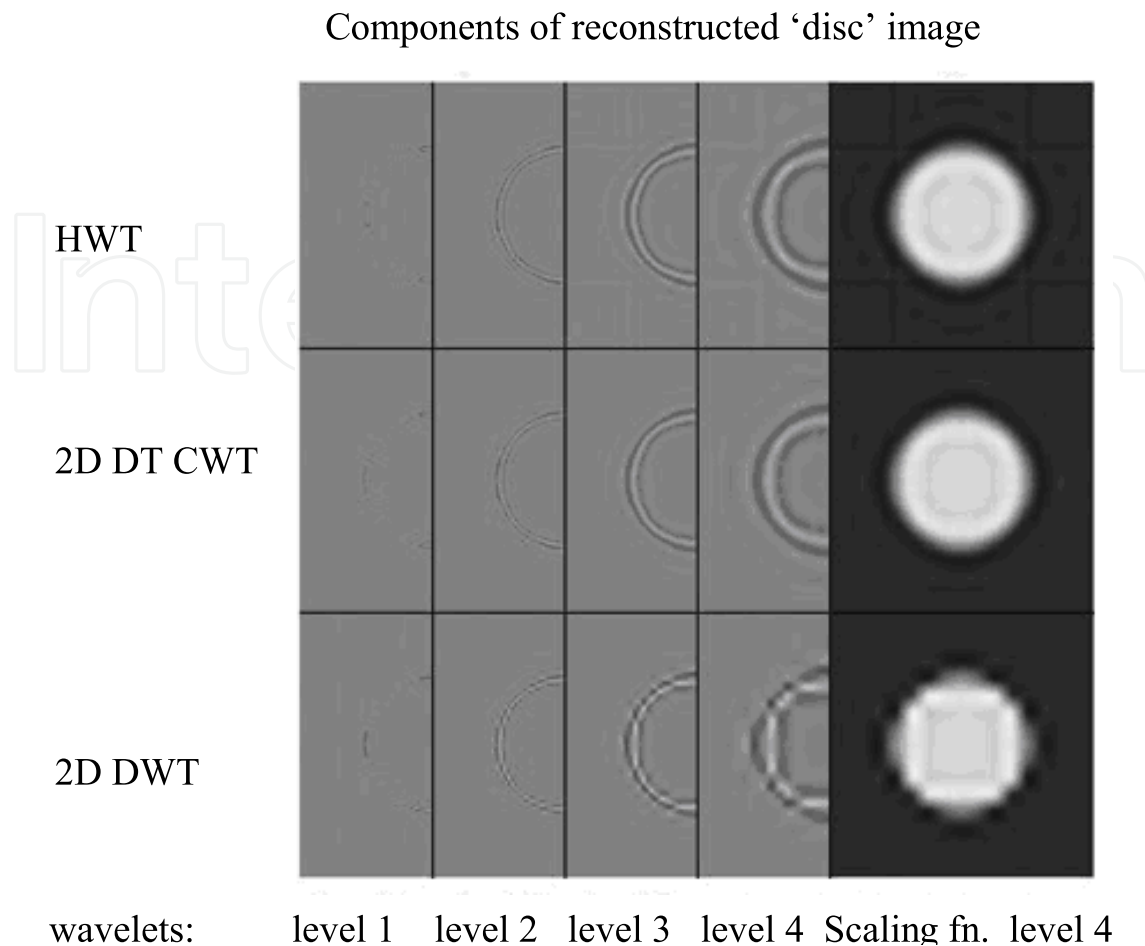 Components of reconstructed ‘disc’ image
HWT
2D DT CWT
2D DWT
wavelets: level 1 level 2 level 3 level 4 Scaling fn. level 4